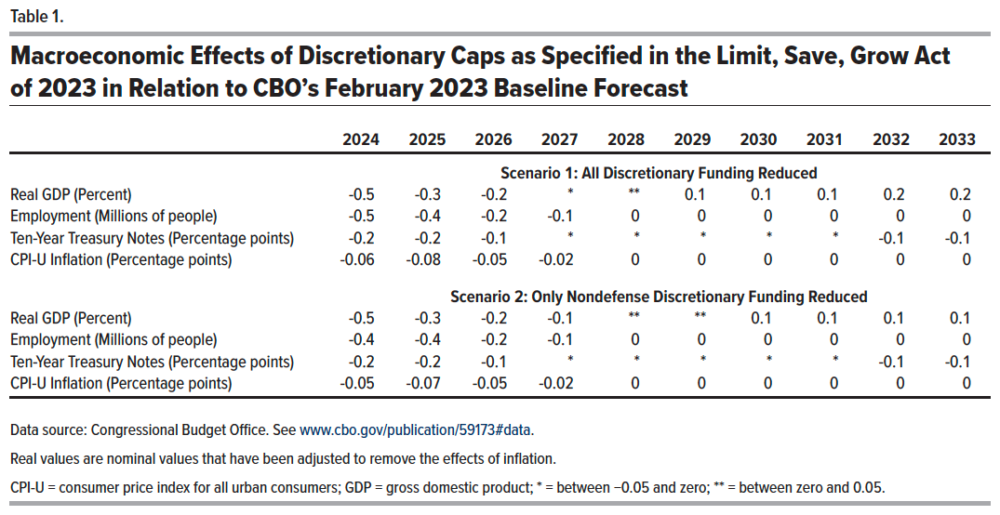 Table 1.
Macroeconomic Effects of Discretionary Caps as Specified in the Limit, Save, Grow Act
of 2023 in Relation to CBO’s February 2023 Baseline Forecast
2024 2025 2026 2027 2028 2029 2030 2031 2032 2033
Scenario 1: All Discretionary Funding Reduced
Real GDP (Percent) -0.5 -0.3 -0.2 * ** 0.1 0.1 0.1 0.2 0.2
Employment (Millions of people) -0.5 -0.4 -0.2 -0.1 0 0 0 0 0 0
Ten-Year Treasury Notes (Percentage points) -0.2 -0.2 -0.1 * * * * * -0.1 -0.1
CPI-U Inflation (Percentage points) -0.06 -0.08 -0.05 -0.02 0 0 0 0 0 0
Scenario 2: Only Nondefense Discretionary Funding Reduced
Real GDP (Percent) -0.5 -0.3 -0.2 -0.1 ** ** 0.1 0.1 0.1 0.1
Employment (Millions of people) -0.4 -0.4 -0.2 -0.1 0 0 0 0 0 0
Ten-Year Treasury Notes (Percentage points) -0.2 -0.2 -0.1 * * * * * -0.1 -0.1
CPI-U Inflation (Percentage points) -0.05 -0.07 -0.05 -0.02 0 0 0 0 0 0
Data source: Congressional Budget Office. See www.cbo.gov/publication/59173#data.
Real values are nominal values that have been adjusted to remove the effects of inflation.
CPI-U = consumer price index for all urban consumers; GDP = gross domestic product; * = between −0.05 and zero; ** = between zero and 0.05.